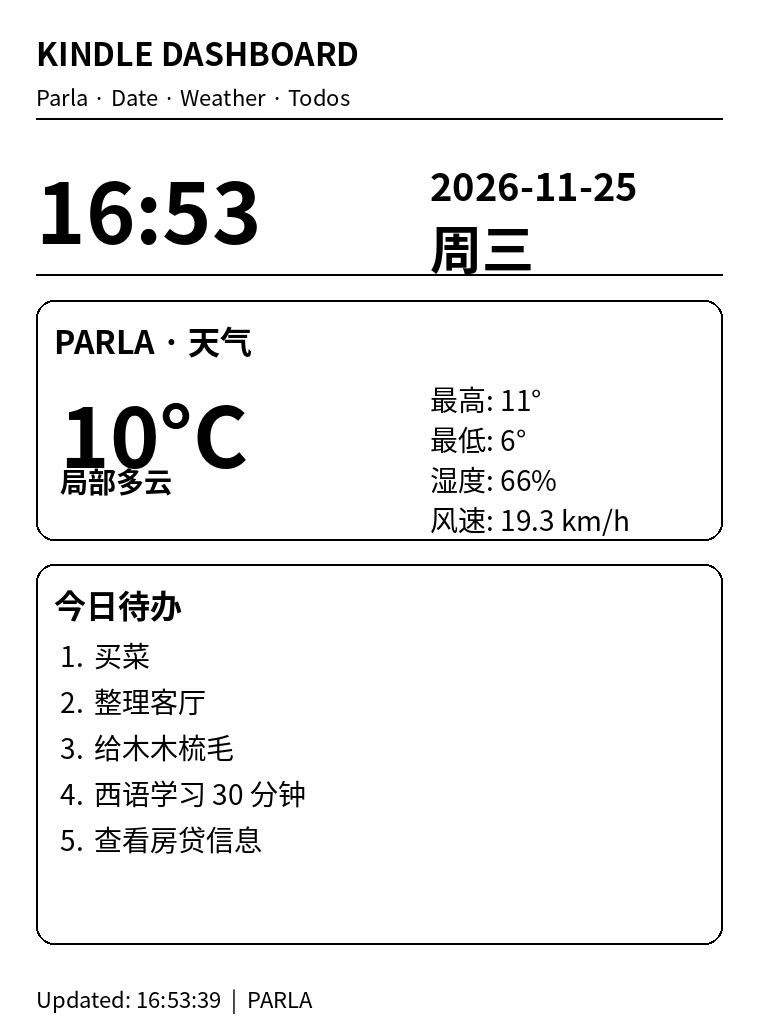 KINDLE DASHBOARD
Parla · Date · Weather · Todos
16:53
2026-11-25
周三
PARLA · 天气
10°C
局部多云
最高: 11°
最低: 6°
湿度: 66%
风速: 19.3 km/h
今日待办
1. 买菜
2. 整理客厅
3. 给木木梳毛
4. 西语学习 30 分钟
5. 查看房贷信息
Updated: 16:53:39 | PARLA